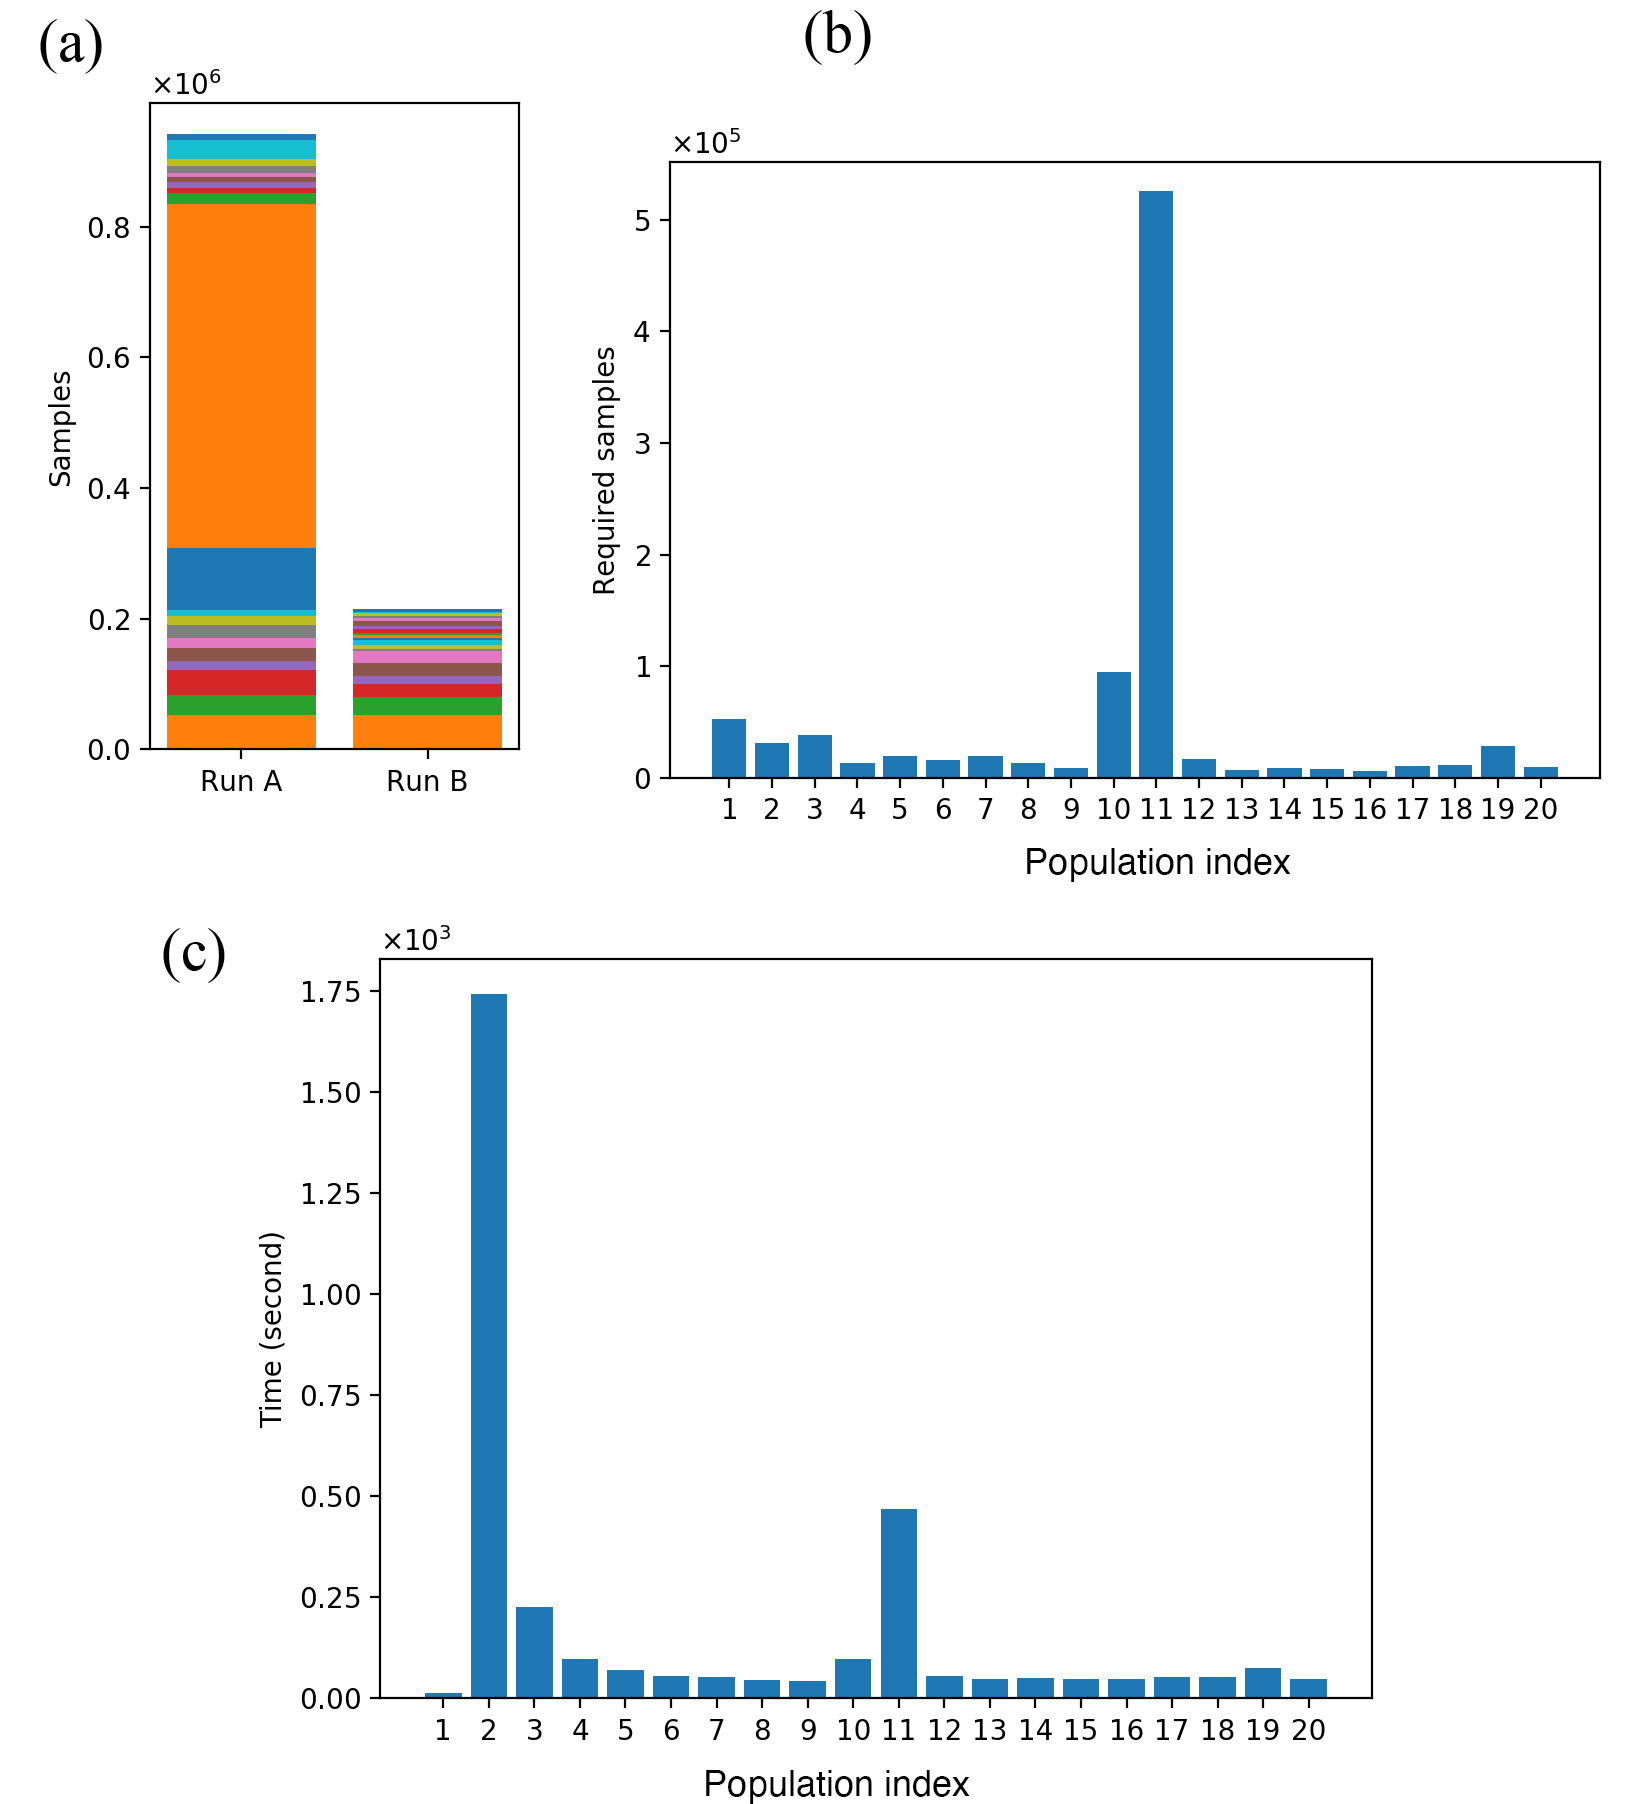 (a)
×10⁶
0.8
0.6
0.4
0.2
0.0
Samples
Run A Run B
(b)
×10⁵
5
4
3
2
1
0
Required samples
1 2 3 4 5 6 7 8 9 10 11 12 13 14 15 16 17 18 19 20
Population index
(c)
×10³
1.75
1.50
1.25
1.00
0.75
0.50
0.25
0.00
Time (second)
1 2 3 4 5 6 7 8 9 10 11 12 13 14 15 16 17 18 19 20
Population index